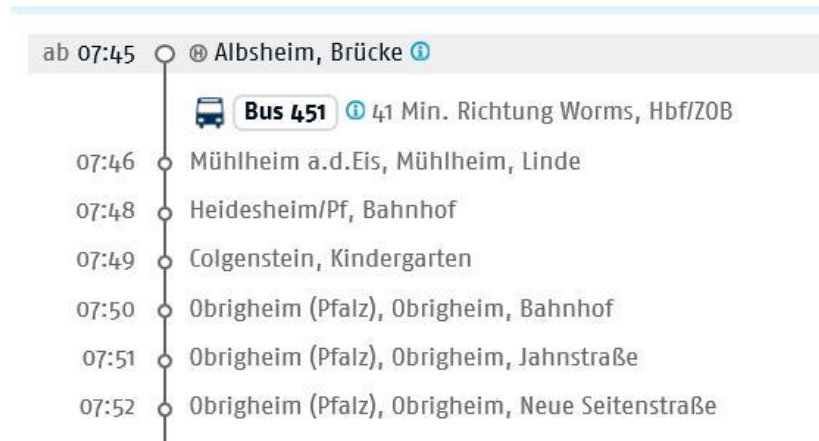 ab 07:45 Ⓗ Albsheim, Brücke ⓘ
Bus 451 ⓘ 41 Min. Richtung Worms, Hbf/ZOB
07:46 Mühlheim a.d.Eis, Mühlheim, Linde
07:48 Heidesheim/Pf, Bahnhof
07:49 Colgenstein, Kindergarten
07:50 Obrigheim (Pfalz), Obrigheim, Bahnhof
07:51 Obrigheim (Pfalz), Obrigheim, Jahnstraße
07:52 Obrigheim (Pfalz), Obrigheim, Neue Seitenstraße